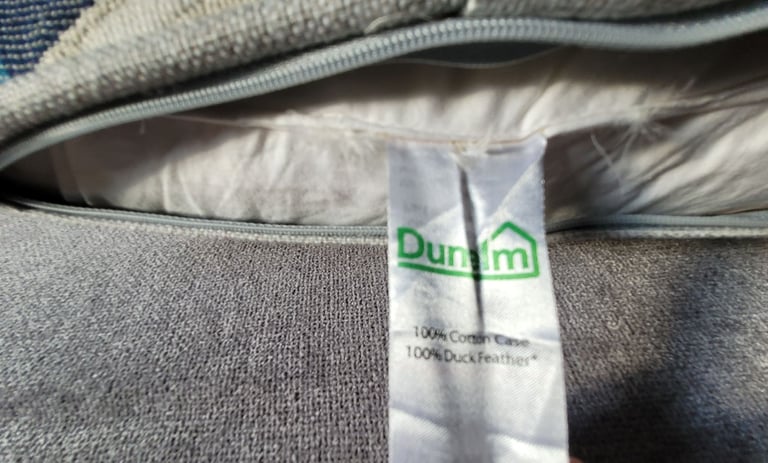 Dunelm
100% Cotton Case
100% Duck Feather*